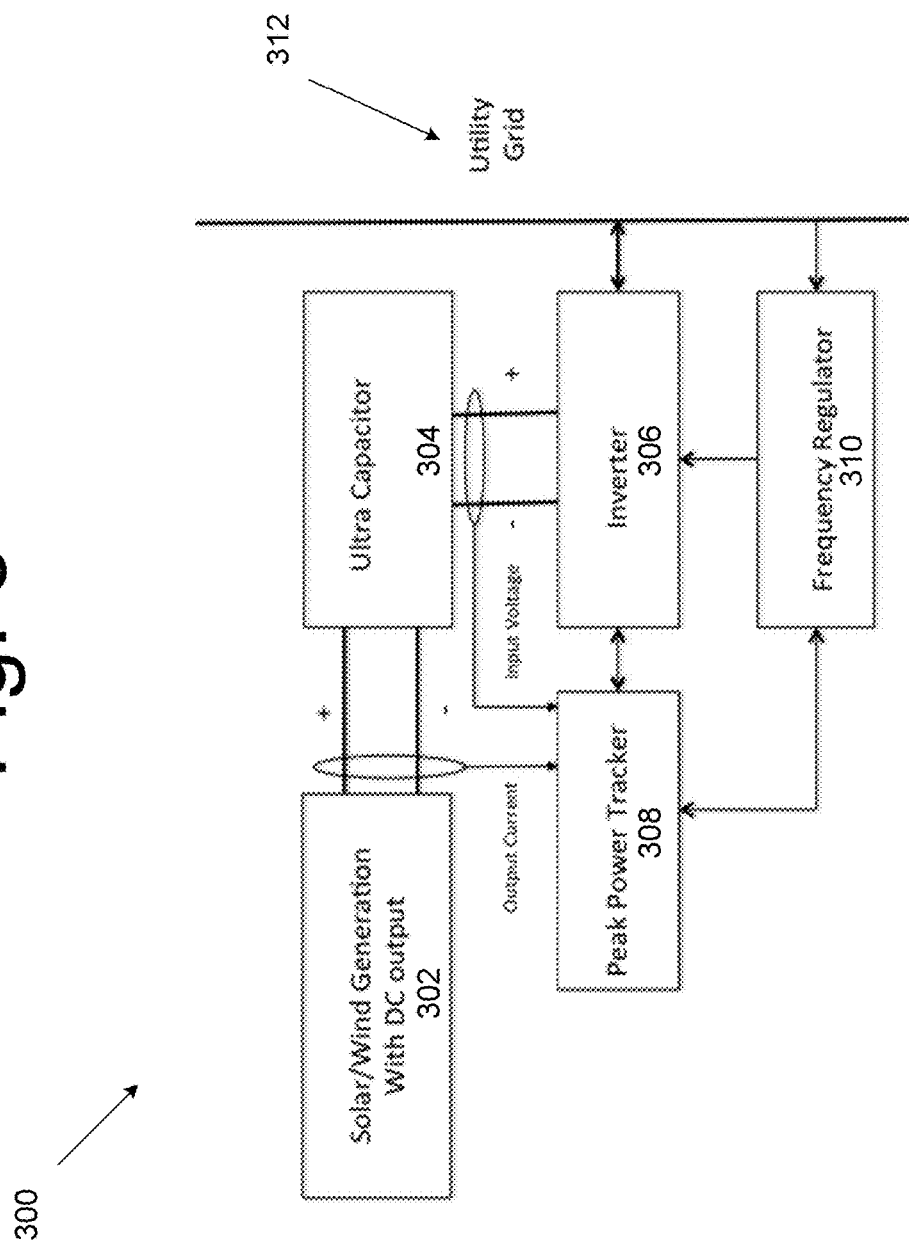 300
312
Solar/Wind Generation
With DC output
302
+
-
Ultra Capacitor
304
Utility
Grid
Output Current
Input Voltage
-
+
Peak Power Tracker
308
Inverter
306
Frequency Regulator
310